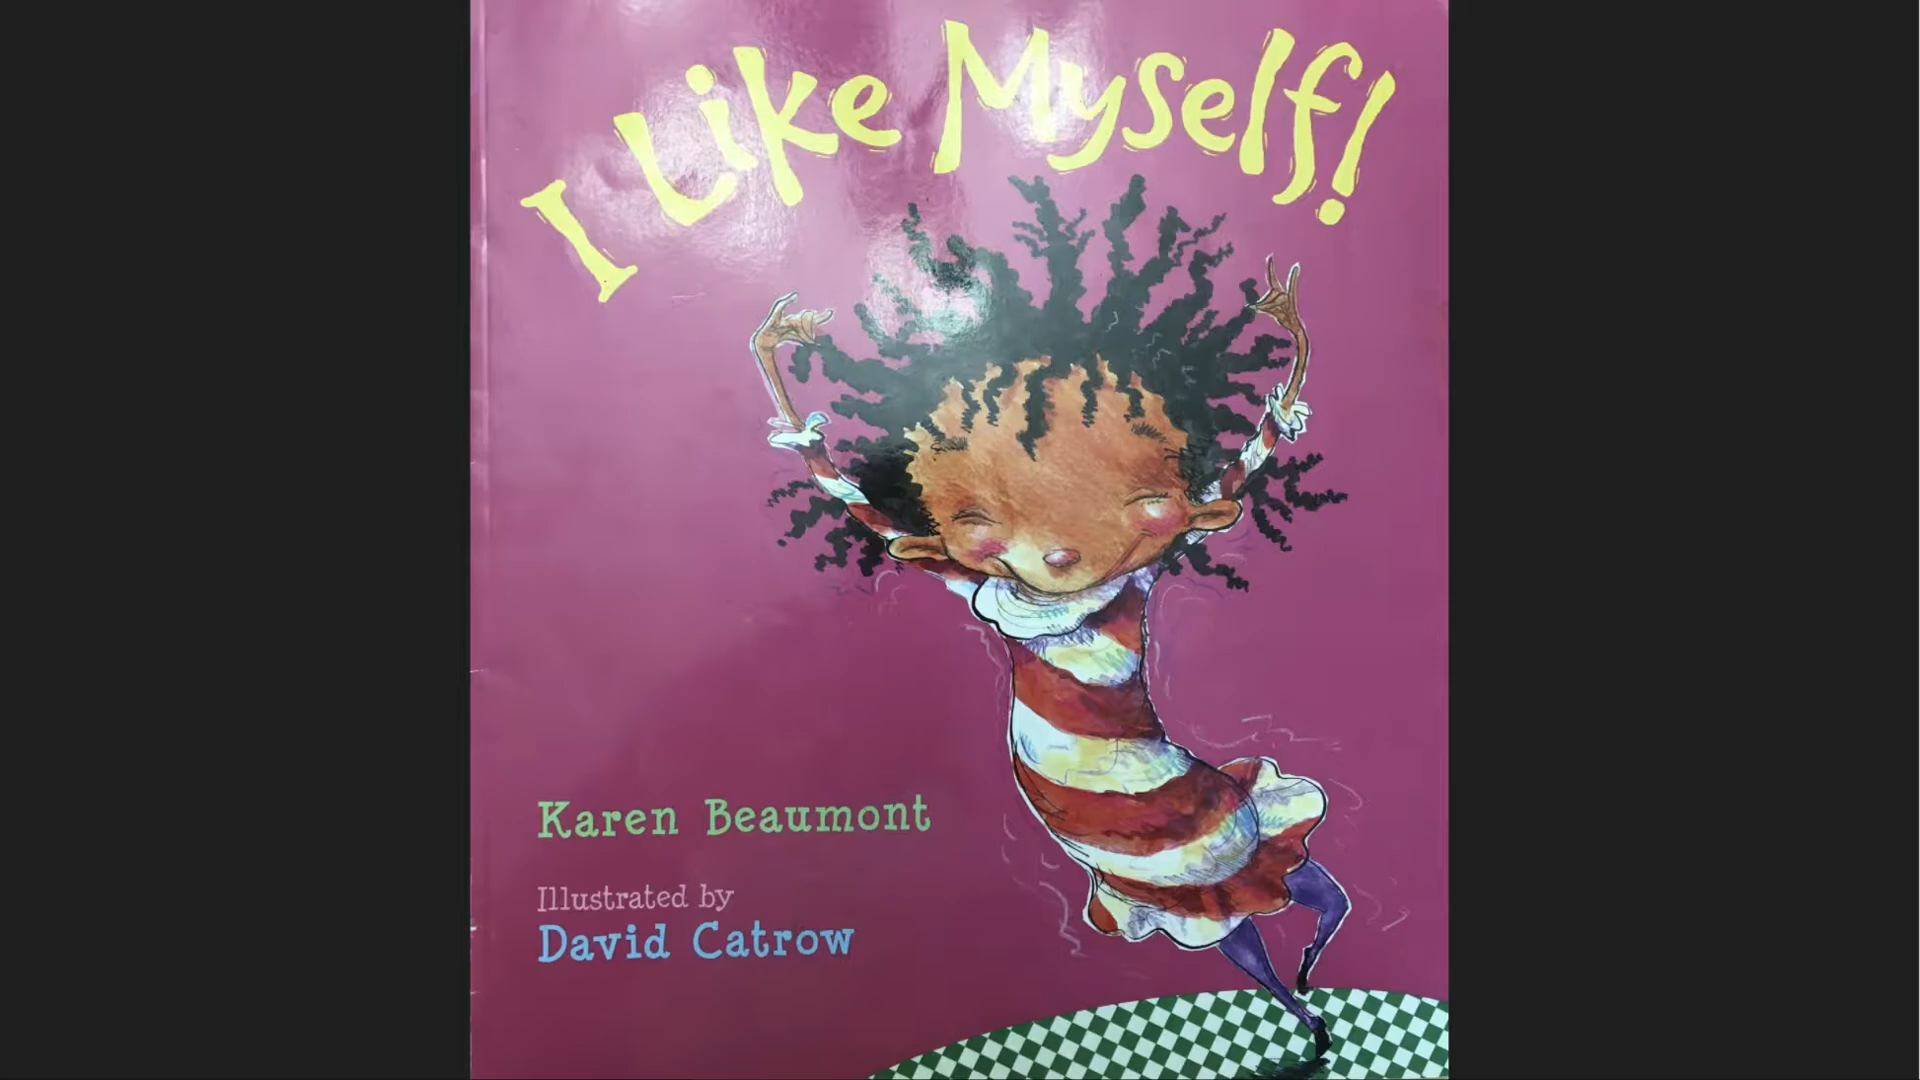 I Like Myself!
Karen Beaumont
Illustrated by
David Catrow